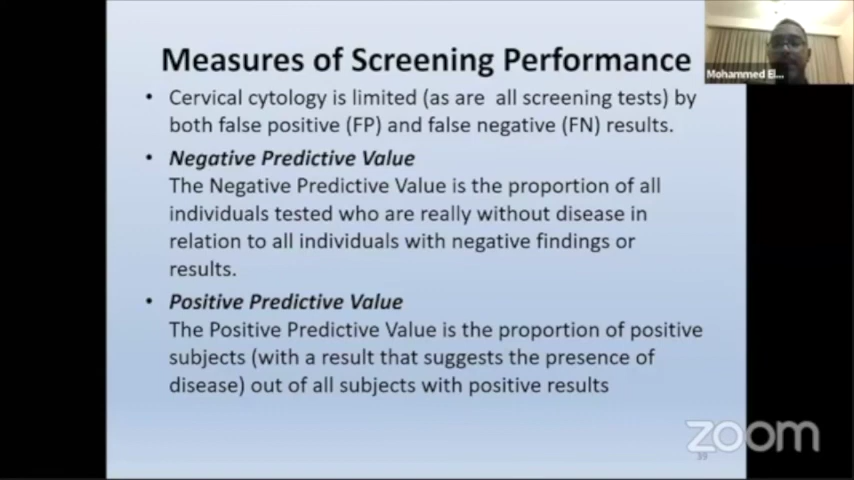 Measures of Screening Performance
Mohammed El...
• Cervical cytology is limited (as are all screening tests) by
both false positive (FP) and false negative (FN) results.
• Negative Predictive Value
The Negative Predictive Value is the proportion of all
individuals tested who are really without disease in
relation to all individuals with negative findings or
results.
• Positive Predictive Value
The Positive Predictive Value is the proportion of positive
subjects (with a result that suggests the presence of
disease) out of all subjects with positive results
zoom
39